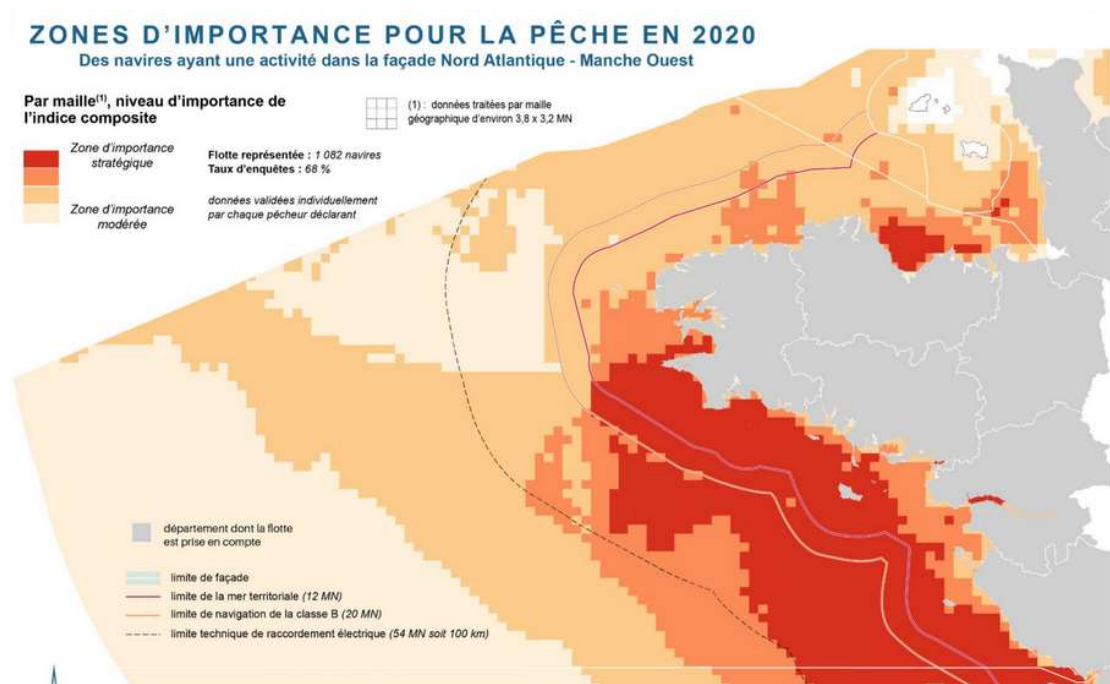 ZONES D'IMPORTANCE POUR LA PÊCHE EN 2020
Des navires ayant une activité dans la façade Nord Atlantique - Manche Ouest
Par maille(1), niveau d'importance de
l'indice composite
(1) : données traitées par maille
géographique d'environ 3,8 x 3,2 MN
Zone d'importance
stratégique
Zone d'importance
modérée
Flotte représentée : 1 082 navires
Taux d'enquêtes : 68 %
données validées individuellement
par chaque pêcheur déclarant
département dont la flotte
est prise en compte
limite de façade
limite de la mer territoriale (12 MN)
limite de navigation de la classe B (20 MN)
limite technique de raccordement électrique (54 MN soit 100 km)